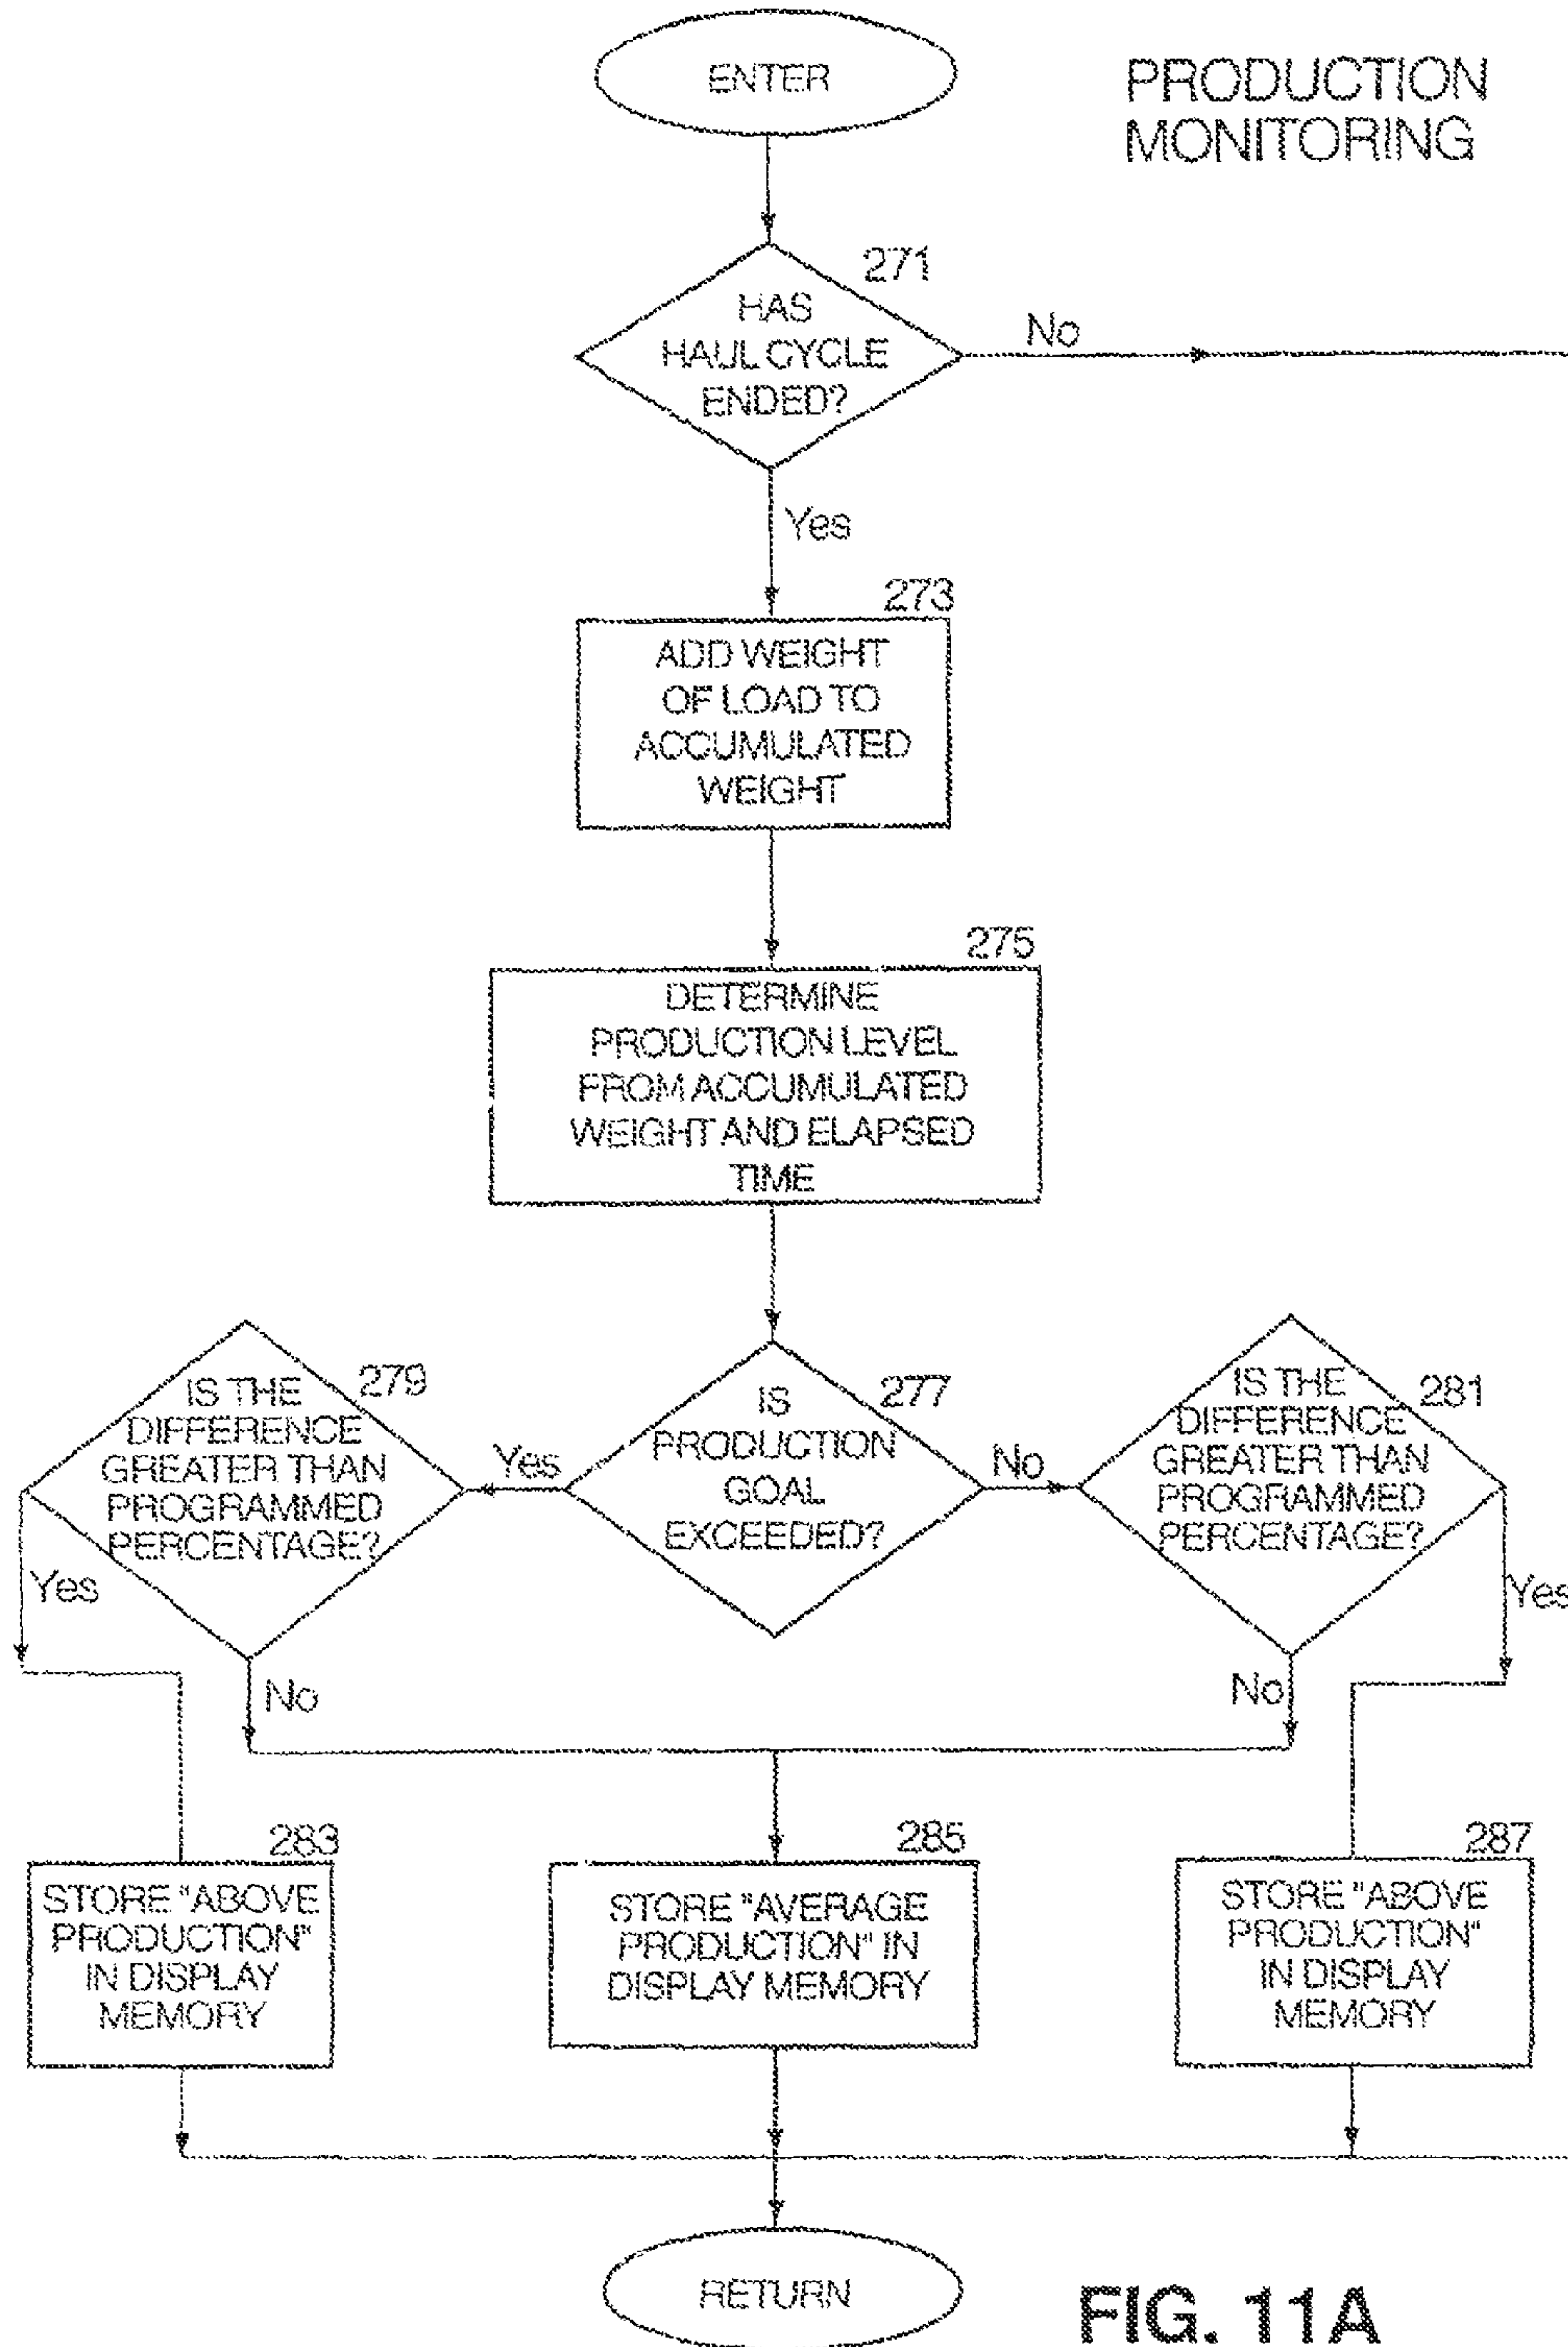 ENTER
PRODUCTION
MONITORING
271
HAS
HAUL CYCLE
ENDED?
No
Yes
273
ADD WEIGHT
OF LOAD TO
ACCUMULATED
WEIGHT
275
DETERMINE
PRODUCTION LEVEL
FROM ACCUMULATED
WEIGHT AND ELAPSED
TIME
279
IS THE
DIFFERENCE
GREATER THAN
PROGRAMMED
PERCENTAGE?
Yes
277
IS
PRODUCTION
GOAL
EXCEEDED?
No
281
IS THE
DIFFERENCE
GREATER THAN
PROGRAMMED
PERCENTAGE?
Yes
No
No
Yes
283
STORE "ABOVE
PRODUCTION"
IN DISPLAY
MEMORY
285
STORE "AVERAGE
PRODUCTION" IN
DISPLAY MEMORY
287
STORE "ABOVE
PRODUCTION"
IN DISPLAY
MEMORY
RETURN
FIG. 11A